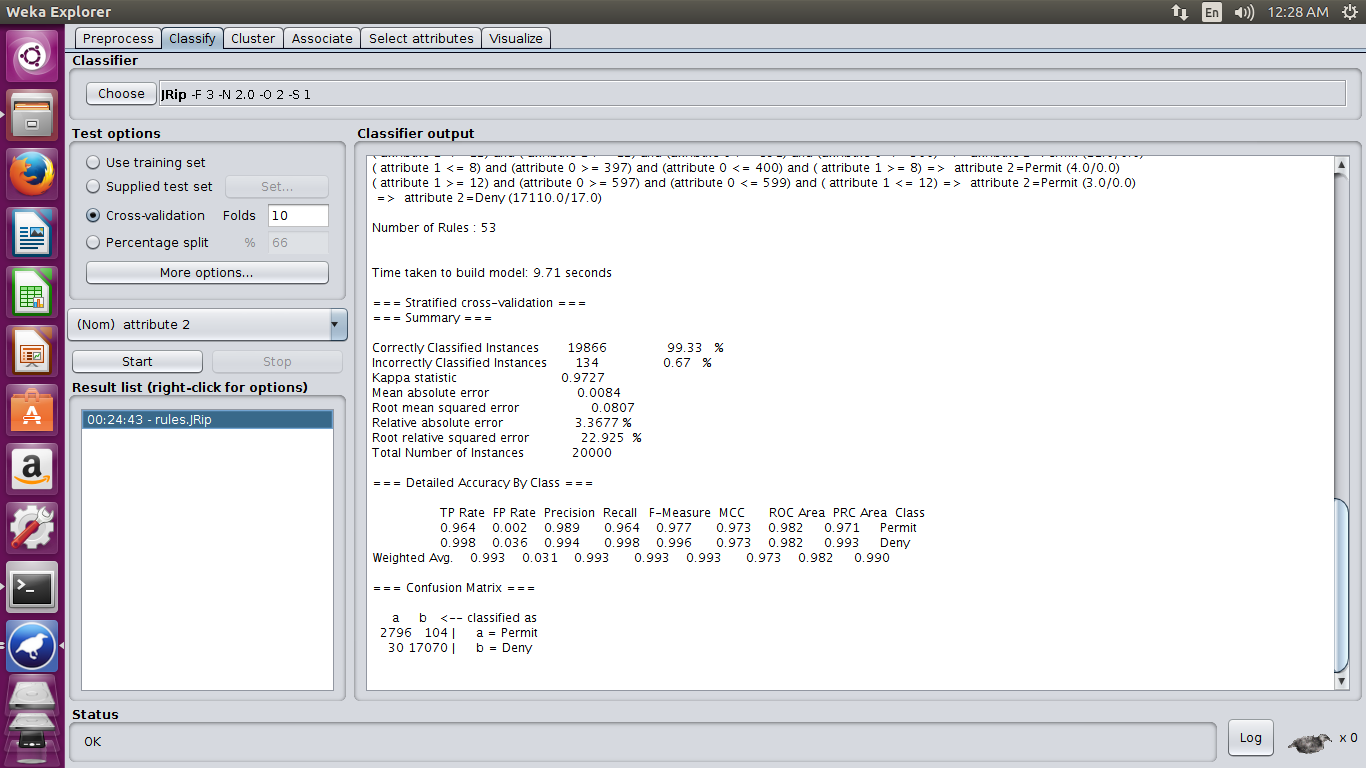 Weka Explorer
En 12:28 AM
Preprocess Classify Cluster Associate Select attributes Visualize
Classifier
Choose JRip -F 3 -N 2.0 -O 2 -S 1
Test options
Use training set
Supplied test set Set...
Cross-validation Folds 10
Percentage split % 66
More options...
(Nom) attribute 2
Start Stop
Result list (right-click for options)
00:24:43 - rules.JRip
Classifier output
( attribute 1 <= 8) and (attribute 0 >= 397) and (attribute 0 <= 400) and ( attribute 1 >= 8) => attribute 2=Permit (4.0/0.0)
( attribute 1 >= 12) and (attribute 0 >= 597) and (attribute 0 <= 599) and ( attribute 1 <= 12) => attribute 2=Permit (3.0/0.0)
=> attribute 2=Deny (17110.0/17.0)
Number of Rules : 53
Time taken to build model: 9.71 seconds
=== Stratified cross-validation ===
=== Summary ===
Correctly Classified Instances 19866 99.33 %
Incorrectly Classified Instances 134 0.67 %
Kappa statistic 0.9727
Mean absolute error 0.0084
Root mean squared error 0.0807
Relative absolute error 3.3677 %
Root relative squared error 22.925 %
Total Number of Instances 20000
=== Detailed Accuracy By Class ===
TP Rate FP Rate Precision Recall F-Measure MCC ROC Area PRC Area Class
0.964 0.002 0.989 0.964 0.977 0.973 0.982 0.971 Permit
0.998 0.036 0.994 0.998 0.996 0.973 0.982 0.993 Deny
Weighted Avg. 0.993 0.031 0.993 0.993 0.993 0.973 0.982 0.990
=== Confusion Matrix ===
a b <-- classified as
2796 104 | a = Permit
30 17070 | b = Deny
Status
OK
Log
x 0